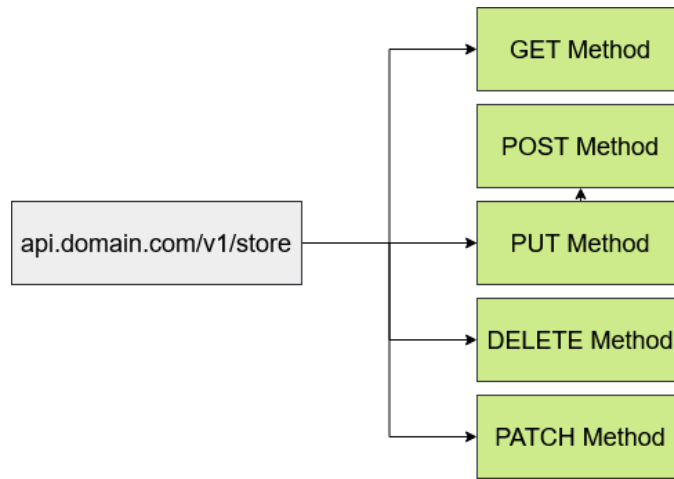 GET Method
POST Method
api.domain.com/v1/store
PUT Method
DELETE Method
PATCH Method